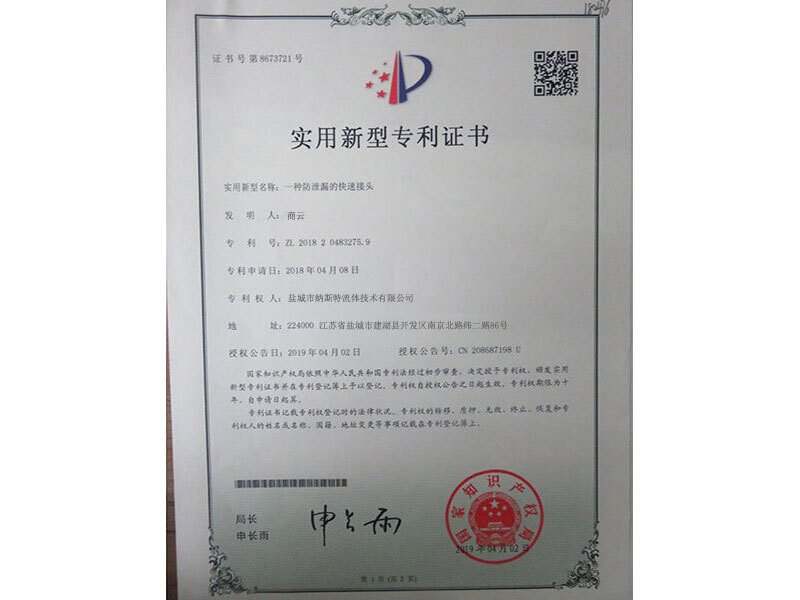 证书号第8673721号
实用新型专利证书
实用新型名称：一种防泄漏的快速接头
发明人：商云
专利号：ZL 2018 2 0483275.9
专利申请日：2018年04月08日
专利权人：盐城市纳斯特流体技术有限公司
地址：224000 江苏省盐城市建湖县开发区南京北路纬二路86号
授权公告日：2019年04月02日 授权公告号：CN 208687198 U
国家知识产权局依照中华人民共和国专利法经过初步审查，决定授予专利权，颁发实用
新型专利证书并在专利登记簿上予以登记。专利权自授权公告之日起生效。专利权期限为十
年，自申请日起算。
专利证书记载专利权登记时的法律状况。专利权的转移、质押、无效、终止、恢复和专
利权人的姓名或名称、国籍、地址变更等事项记载在专利登记簿上。
局长
申长雨
申长雨
国家知识产权局
2019年04月02日
第1页(共2页)